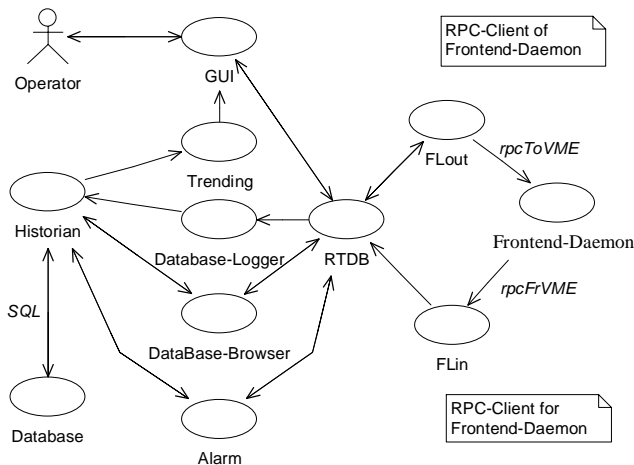 RPC-Client of
Frontend-Daemon
GUI
Operator
FLout
rpcToVME
Trending
Historian
Database-Logger
RTDB
Frontend-Daemon
rpcFrVME
SQL
DataBase-Browser
FLin
Database
Alarm
RPC-Client for
Frontend-Daemon